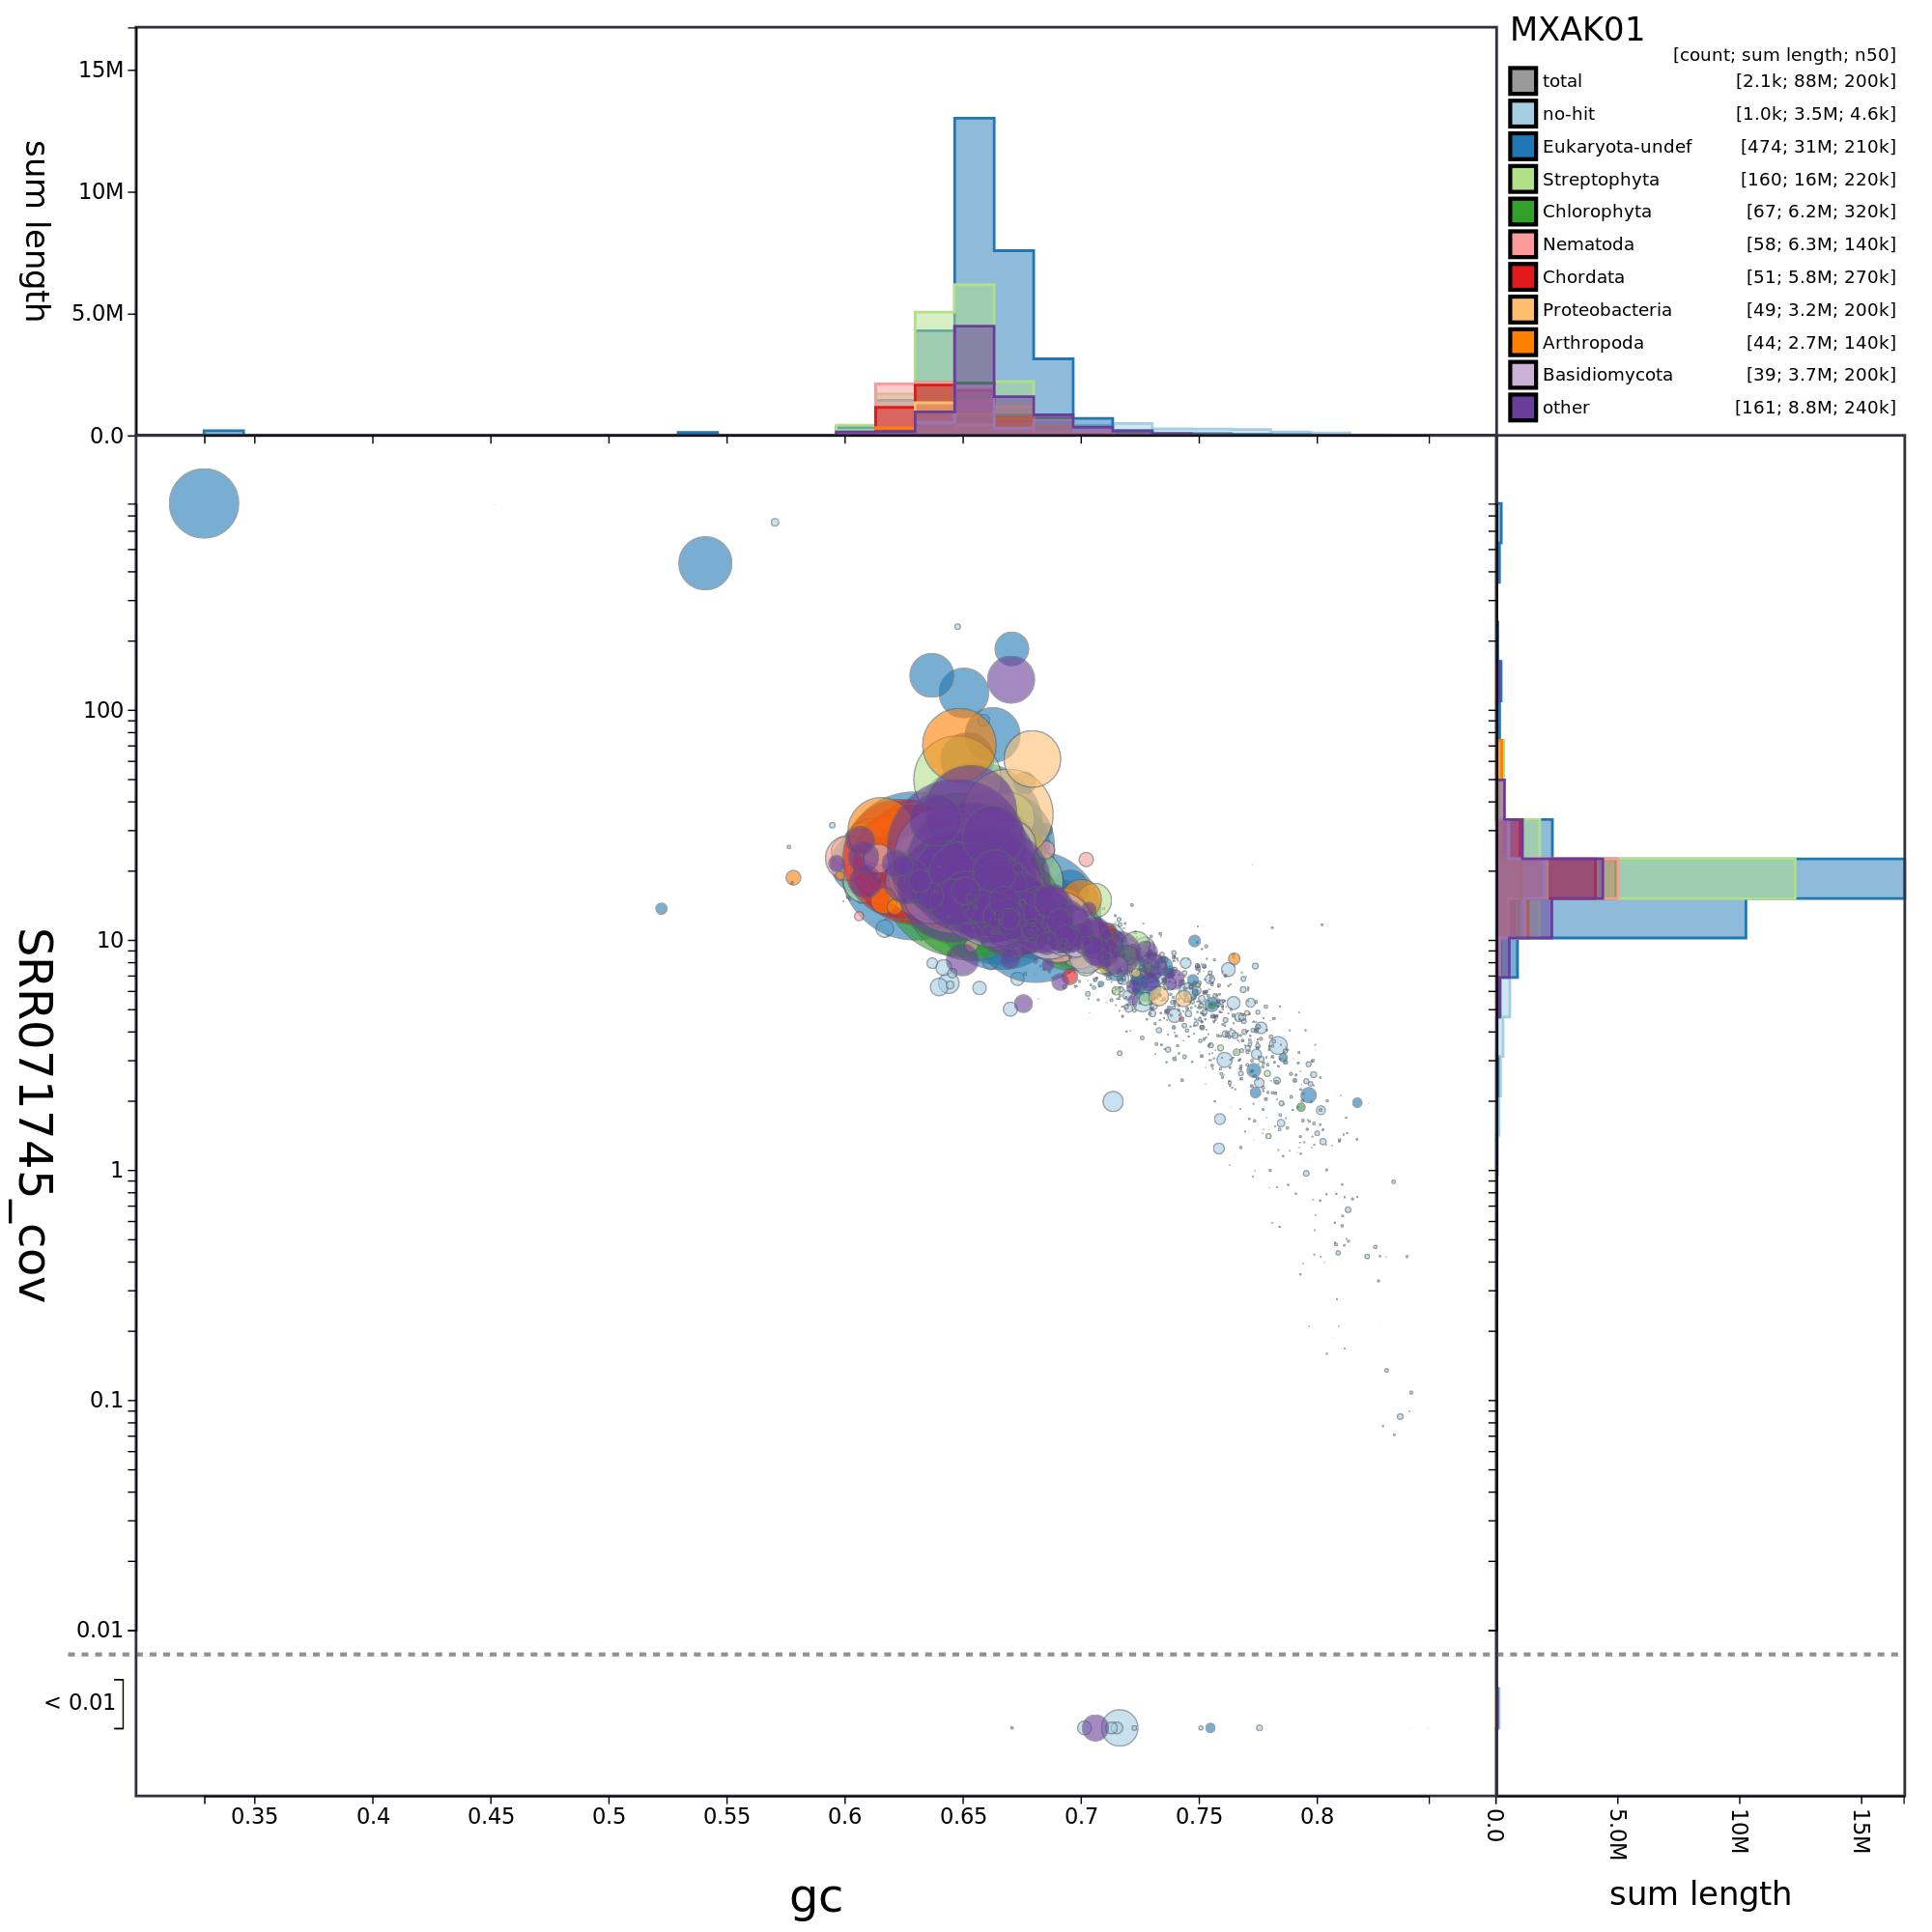 MXAK01
[count; sum length; n50]
total [2.1k; 88M; 200k]
no-hit [1.0k; 3.5M; 4.6k]
Eukaryota-undef [474; 31M; 210k]
Streptophyta [160; 16M; 220k]
Chlorophyta [67; 6.2M; 320k]
Nematoda [58; 6.3M; 140k]
Chordata [51; 5.8M; 270k]
Proteobacteria [49; 3.2M; 200k]
Arthropoda [44; 2.7M; 140k]
Basidiomycota [39; 3.7M; 200k]
other [161; 8.8M; 240k]
sum length
15M
10M
5.0M
0.0
SRR071745_cov
100
10
1
0.1
0.01
< 0.01
0.35 0.4 0.45 0.5 0.55 0.6 0.65 0.7 0.75 0.8
gc
0.0 5.0M 10M 15M
sum length